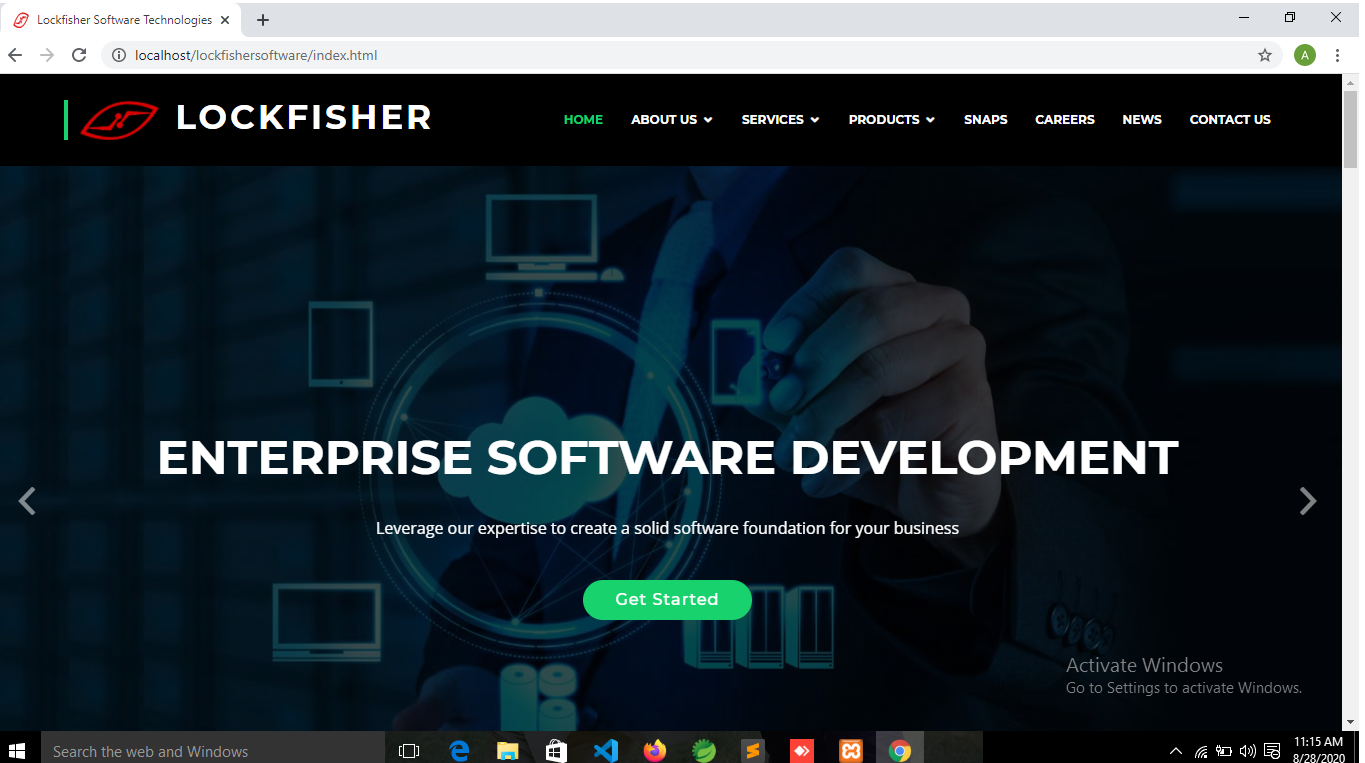 Lockfisher Software Technologies
localhost/lockfishersoftware/index.html
A
LOCKFISHER
HOME ABOUT US SERVICES PRODUCTS SNAPS CAREERS NEWS CONTACT US
ENTERPRISE SOFTWARE DEVELOPMENT
Leverage our expertise to create a solid software foundation for your business
Get Started
Activate Windows
Go to Settings to activate Windows.
Search the web and Windows
11:15 AM
8/28/2020